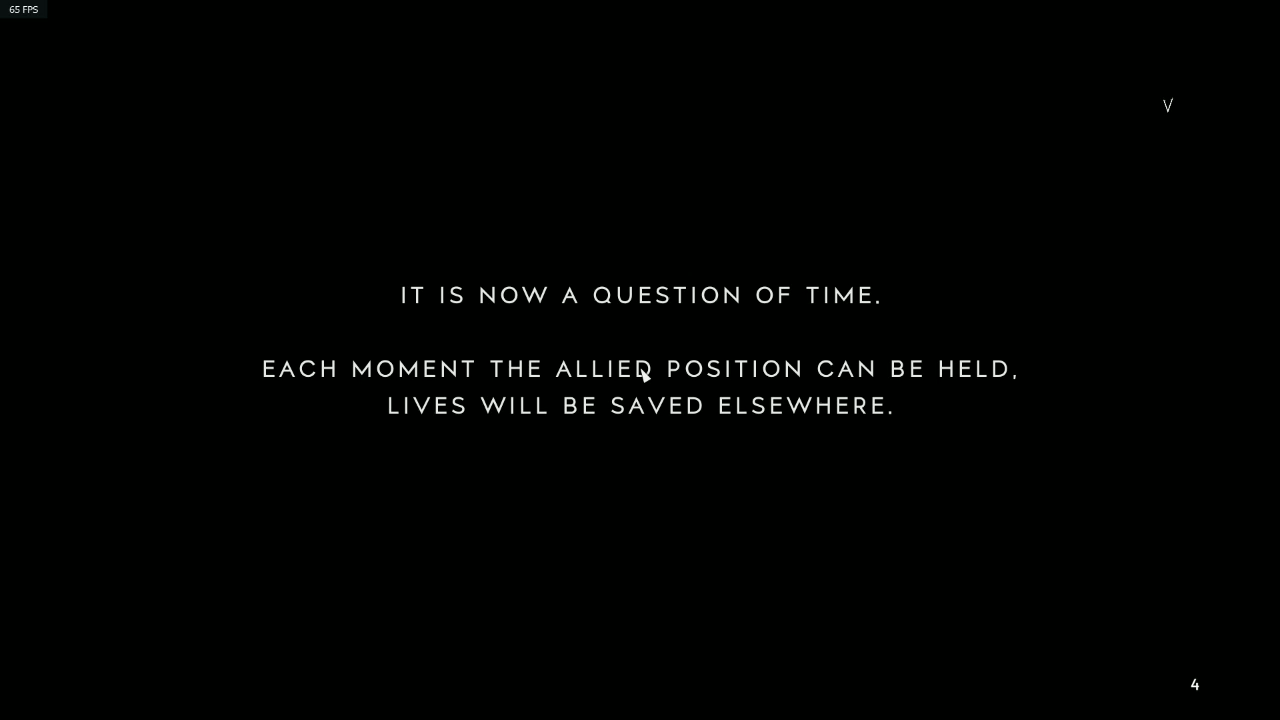 65 FPS
V
IT IS NOW A QUESTION OF TIME.
EACH MOMENT THE ALLIED POSITION CAN BE HELD,
LIVES WILL BE SAVED ELSEWHERE.
4